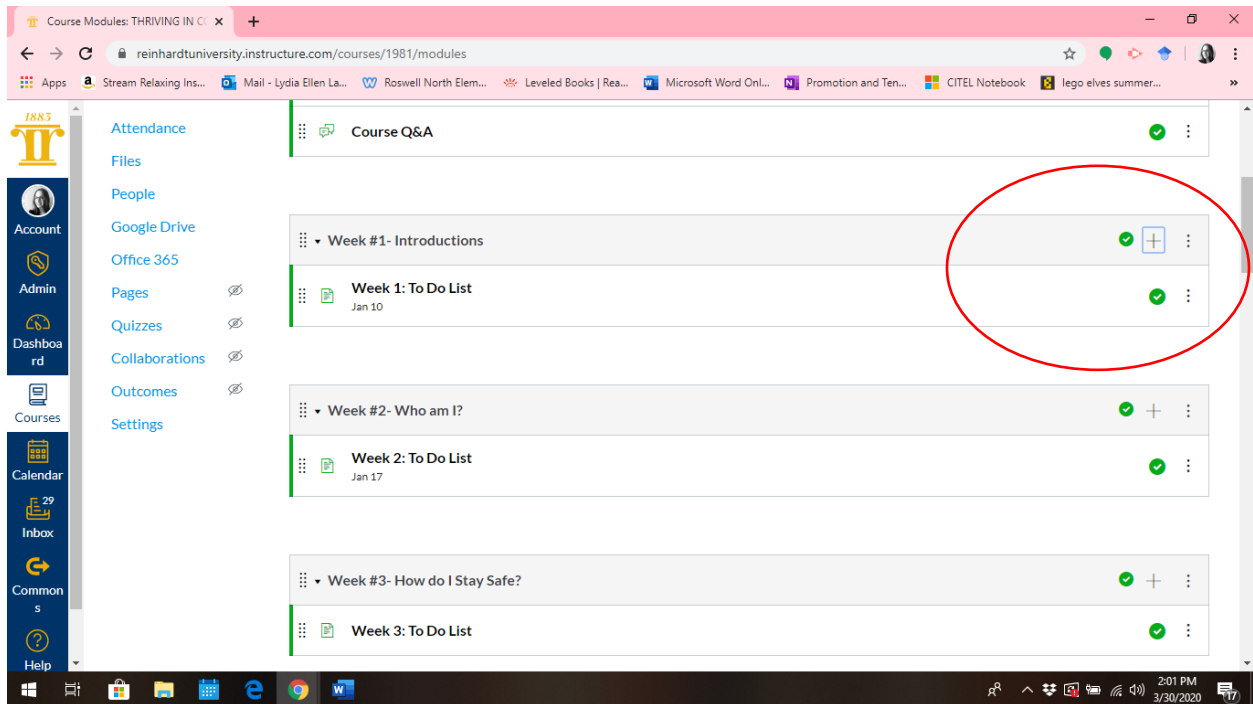 Course Modules: THRIVING IN C
reinhardtuniversity.instructure.com/courses/1981/modules
Apps
Stream Relaxing Ins...
Mail - Lydia Ellen La...
Roswell North Elem...
Leveled Books | Rea...
Microsoft Word Onl...
Promotion and Ten...
CITEL Notebook
lego elves summer...
»
1883
Account
Admin
Dashboa
rd
Courses
Calendar
29
Inbox
Common
s
Help
Attendance
Files
People
Google Drive
Office 365
Pages
Quizzes
Collaborations
Outcomes
Settings
Course Q&A
Week #1- Introductions
Week 1: To Do List
Jan 10
Week #2- Who am I?
Week 2: To Do List
Jan 17
Week #3- How do I Stay Safe?
Week 3: To Do List
2:01 PM
3/30/2020
17